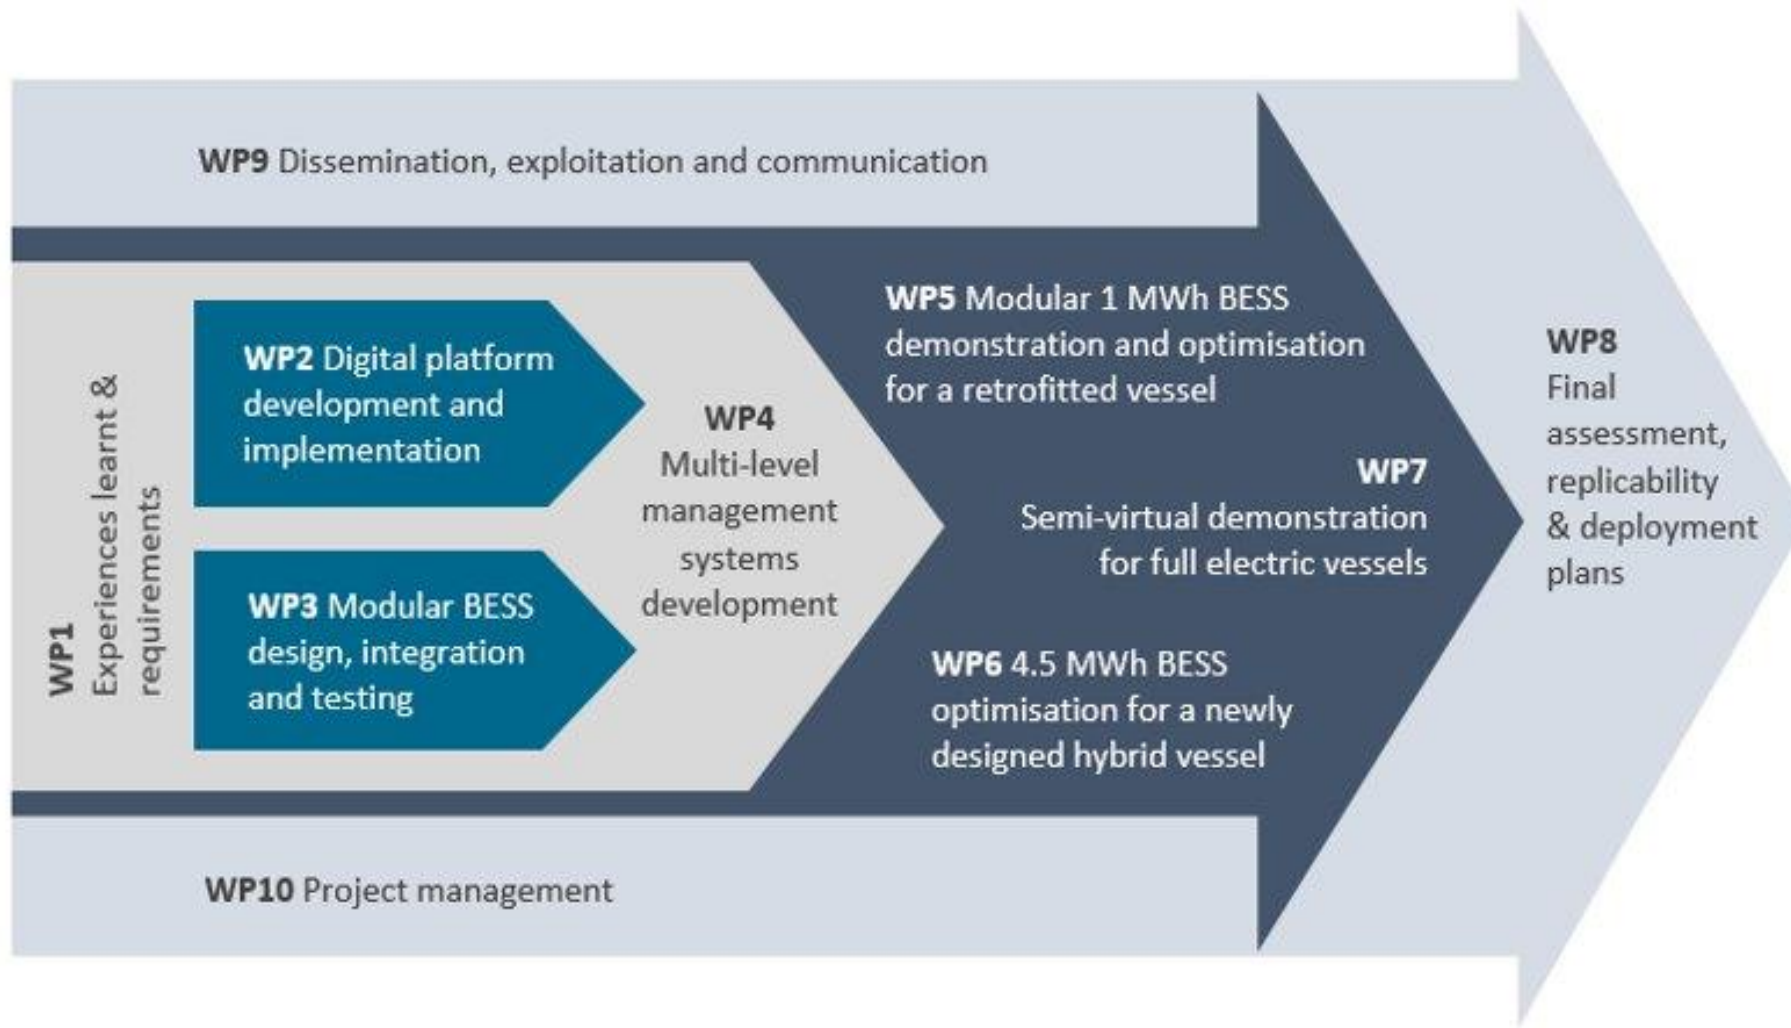 WP9 Dissemination, exploitation and communication
WP1
Experiences learnt &
requirements
WP2 Digital platform
development and
implementation
WP3 Modular BESS
design, integration
and testing
WP4
Multi-level
management
systems
development
WP5 Modular 1 MWh BESS
demonstration and optimisation
for a retrofitted vessel
WP7
Semi-virtual demonstration
for full electric vessels
WP6 4.5 MWh BESS
optimisation for a newly
designed hybrid vessel
WP8
Final
assessment,
replicability
& deployment
plans
WP10 Project management